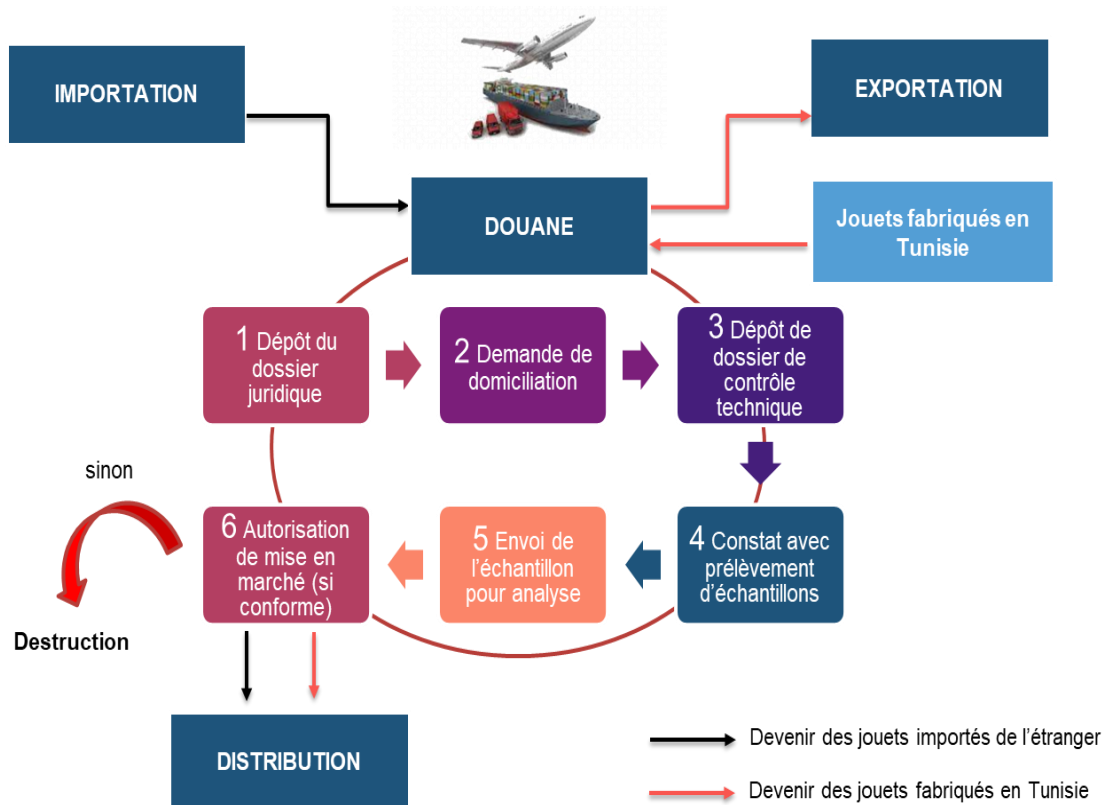 IMPORTATION
EXPORTATION
DOUANE
Jouets fabriqués en
Tunisie
1 Dépôt du
dossier
juridique
2 Demande de
domiciliation
3 Dépôt de
dossier de
contrôle
technique
sinon
6 Autorisation
de mise en
marché (si
conforme)
5 Envoi de
l’échantillon
pour analyse
4 Constat avec
prélèvement
d’échantillons
Destruction
DISTRIBUTION
Devenir des jouets importés de l’étranger
Devenir des jouets fabriqués en Tunisie